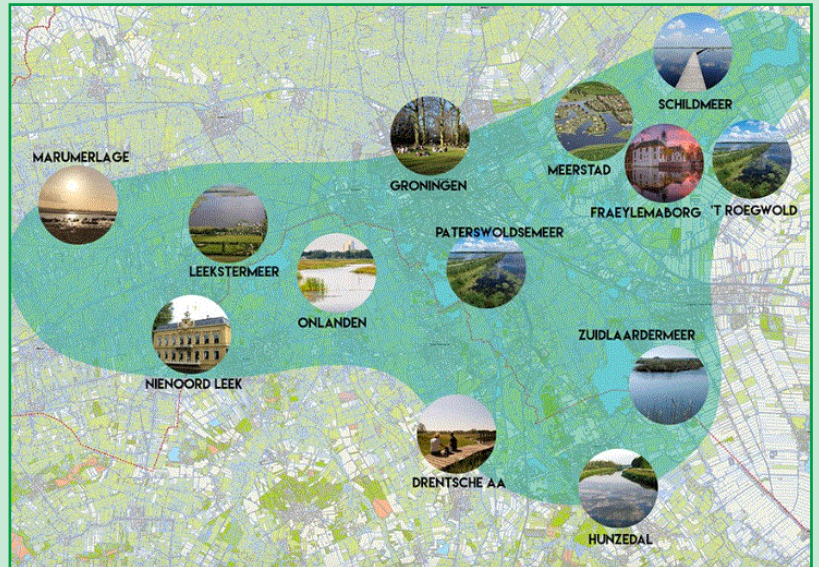 SCHILDMEER
MARUMERLAGE
MEERSTAD
GRONINGEN
FRAEYLEMABORG
'T ROEGWOLD
PATERSWOLDSEMEER
LEEKSTERMEER
ONLANDEN
ZUIDLAARDERMEER
NIENOORD LEEK
DRENTSCHE AA
HUNZEDAL